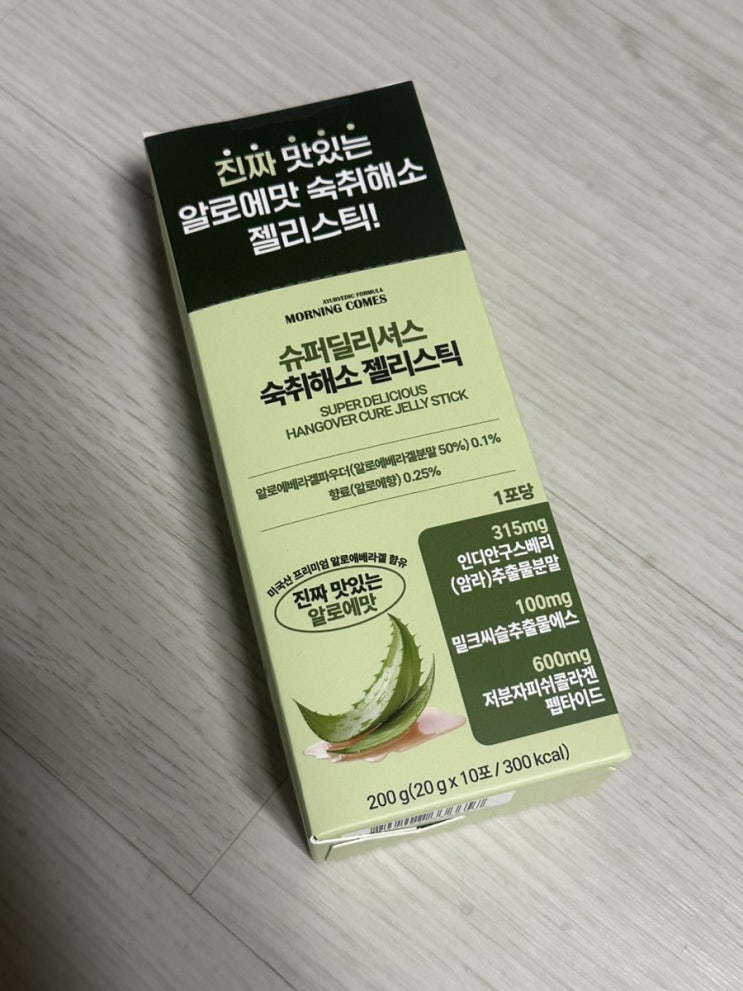 진짜 맛있는
알로에맛 숙취해소
젤리스틱!
AYURVEDIC FORMULA
MORNING COMES
슈퍼딜리셔스
숙취해소 젤리스틱
SUPER DELICIOUS
HANGOVER CURE JELLY STICK
알로에베라겔파우더(알로에베라겔분말 50%) 0.1%
향료(알로에향) 0.25%
1포당
315mg
인디안구스베리
(암라)추출물분말
100mg
밀크씨슬추출물에스
600mg
저분자피쉬콜라겐
펩타이드
미국산 프리미엄 알로에베라겔 함유
진짜 맛있는
알로에맛
200 g(20 g x 10포 / 300 kcal)